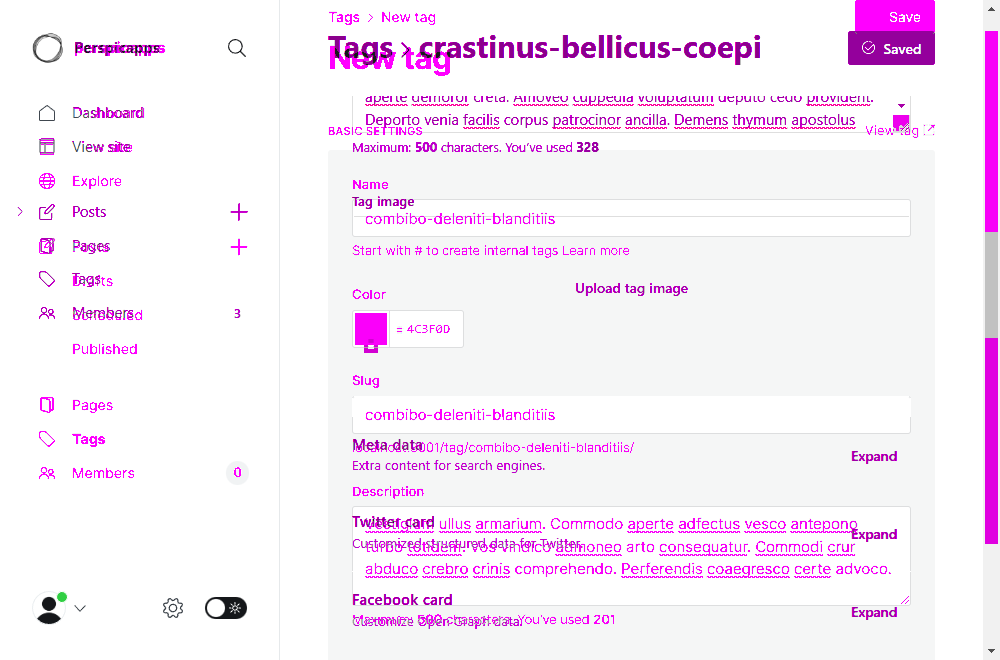 Perspicapps
Dashboard
View site
Explore
Posts
Pages
Posts
Tags
Drafts
Members
3
Scheduled
Published
Pages
Tags
Members
0
Tags > New tag
Save
Tags › crastinus-bellicus-coepi
New tag
Saved
aperte demoror creta. Amoveo cuppedia voluptatum deputo cedo provident.
Deporto venia facilis corpus patrocinor ancilla. Demens thymum apostolus
BASIC SETTINGS
View tag
Maximum: 500 characters. You've used 328
Name
Tag image
combibo-deleniti-blanditiis
Start with # to create internal tags Learn more
Upload tag image
Color
= 4C3F0D
Slug
combibo-deleniti-blanditiis
Meta data
localhost:6001/tag/combibo-deleniti-blanditiis/
Expand
Extra content for search engines.
Description
Twitter card
Vestigium ullus armarium. Commodo aperte adfectus vesco antepono
Expand
Customized structured data for Twitter.
turbo totidem. Vos vindico admoneo arto consequatur. Commodi crur
abduco crebro crinis comprehendo. Perferendis coaegresco certe advoco.
Facebook card
Expand
Maximum: 500 characters. You've used 201
Customize Open Graph data.